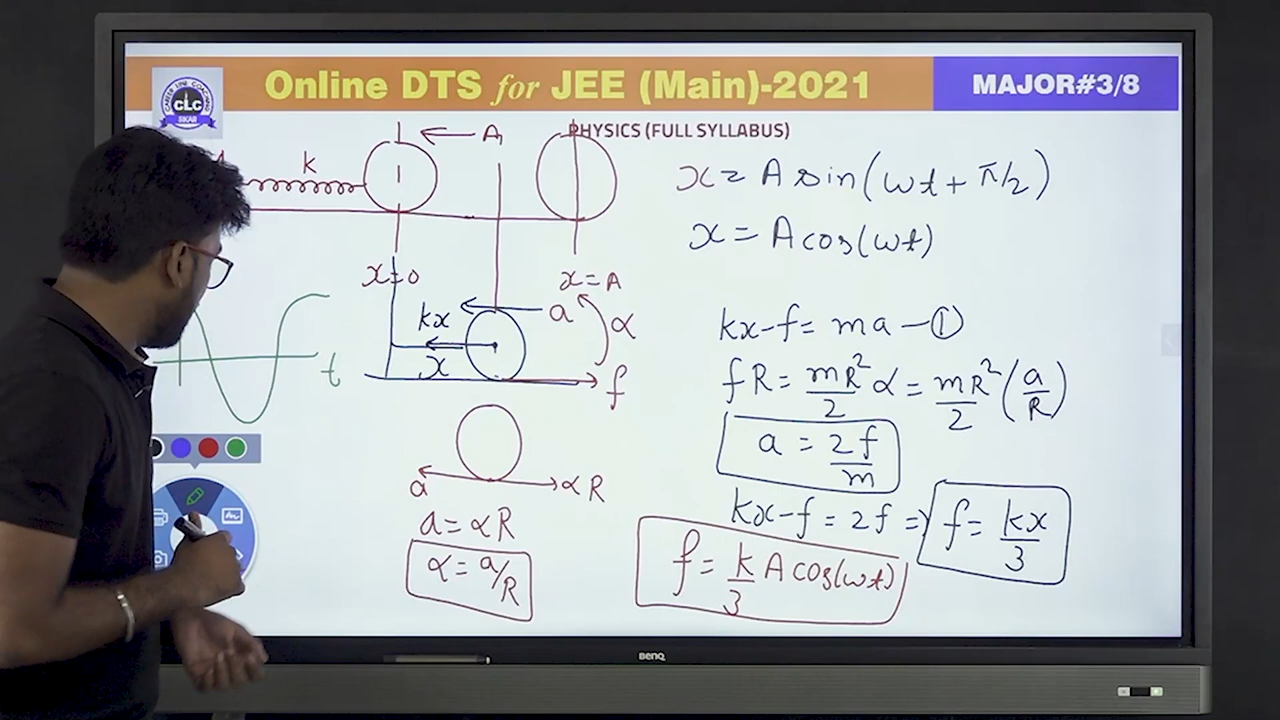 Online DTS for JEE (Main)-2021
MAJOR#3/8
CLC
SIKAR
PHYSICS (FULL SYLLABUS)
A
k
x=0
x=A
x = A sin(ωt + π/2)
x = A cos(ωt)
kx
a
α
x
f
t
kx-f = ma —①
fR = mR²/2 α = mR²/2 (a/R)
a = 2f/m
kx-f = 2f ⇒ f = kx/3
f = k/3 A cos(ωt)
a
αR
a = αR
α = a/R
BenQ